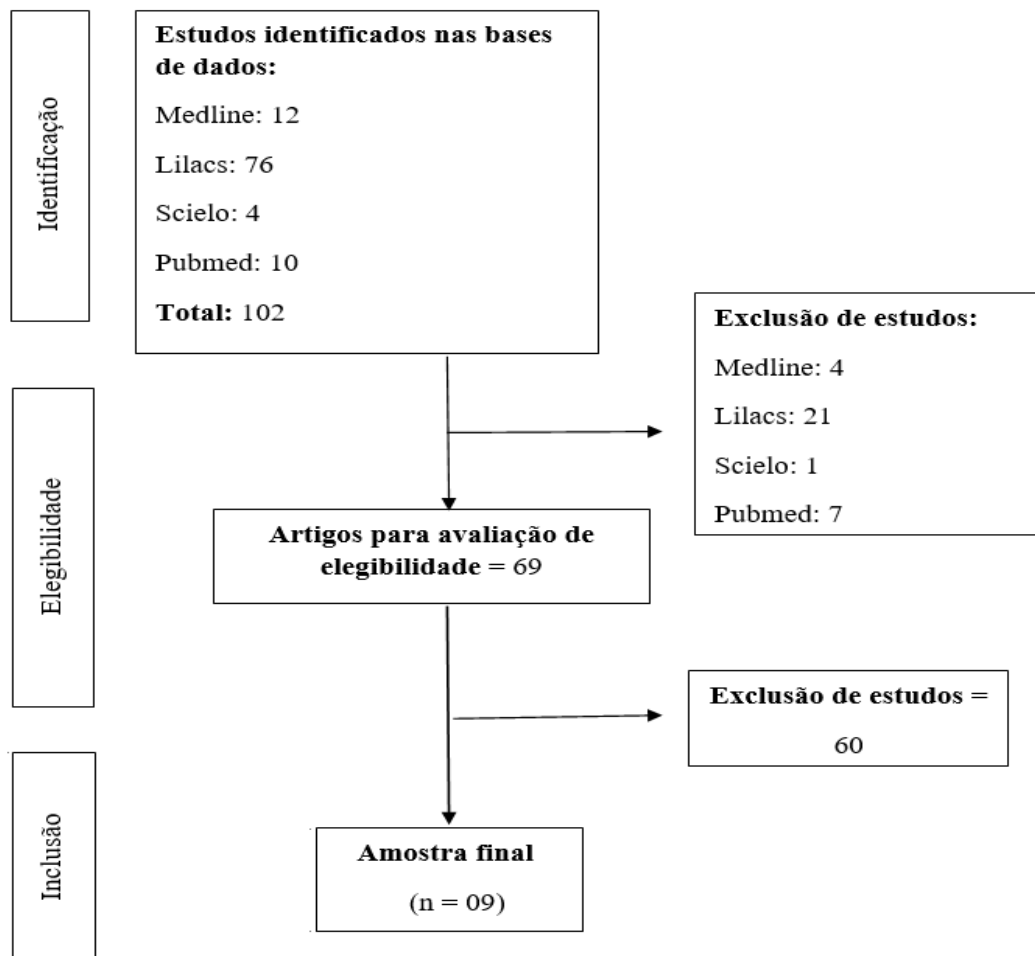 Identificação
Estudos identificados nas bases
de dados:
Medline: 12
Lilacs: 76
Scielo: 4
Pubmed: 10
Total: 102
Exclusão de estudos:
Medline: 4
Lilacs: 21
Scielo: 1
Pubmed: 7
Elegibilidade
Artigos para avaliação de
elegibilidade = 69
Exclusão de estudos =
60
Inclusão
Amostra final
(n = 09)